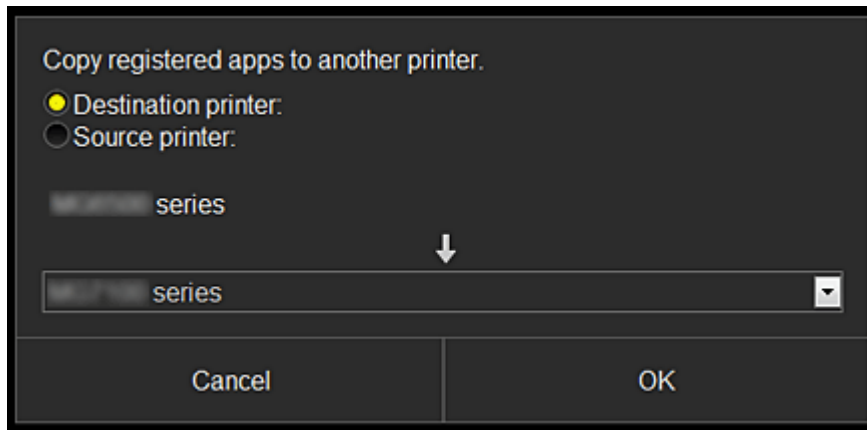 Copy registered apps to another printer.
Destination printer:
Source printer:
series
series
Cancel
OK